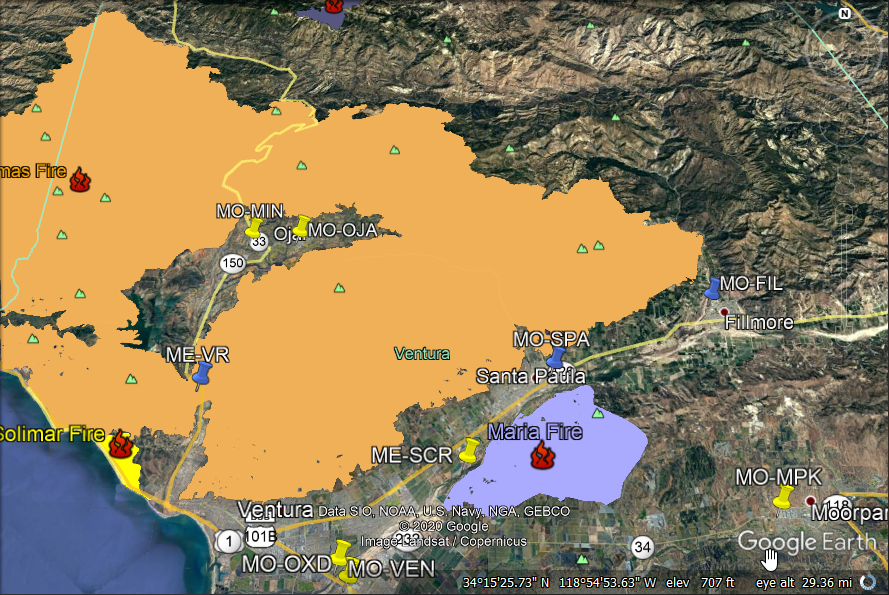 N
mas Fire
MO-MIN
Ojai
MO-OJA
33
150
MO-FIL
Fillmore
MO-SPA
Ventura
ME-VR
Santa Paula
Solimar Fire
Maria Fire
ME-SCR
MO-MPK
Ventura
Data SIO, NOAA, U.S. Navy, NGA, GEBCO
118
Moorpar
© 2020 Google
1
101B
232
Image Landsat / Copernicus
34
Google Earth
MO-OXD
MO-VEN
34°15'25.73" N 118°54'53.63" W elev 707 ft eye alt 29.36 mi